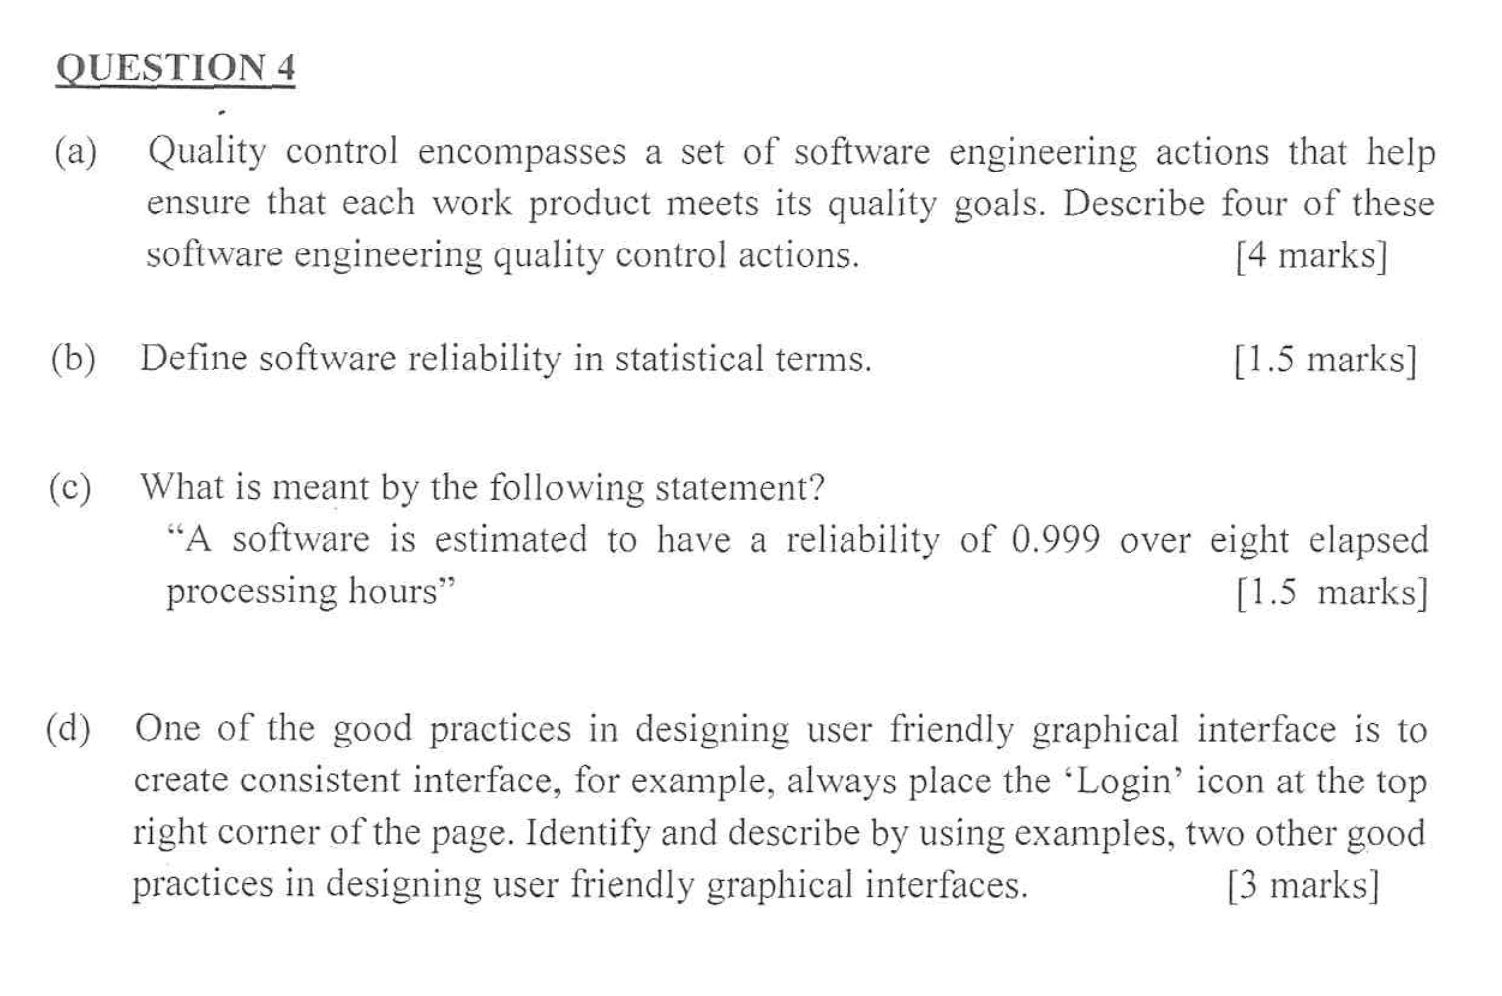 QUESTION 4
(a) Quality control encompasses a set of software engineering actions that help
ensure that each work product meets its quality goals. Describe four of these
software engineering quality control actions. [4 marks]
(b) Define software reliability in statistical terms. [1.5 marks]
(c) What is meant by the following statement?
“A software is estimated to have a reliability of 0.999 over eight elapsed
processing hours” [1.5 marks]
(d) One of the good practices in designing user friendly graphical interface is to
create consistent interface, for example, always place the ‘Login’ icon at the top
right corner of the page. Identify and describe by using examples, two other good
practices in designing user friendly graphical interfaces. [3 marks]